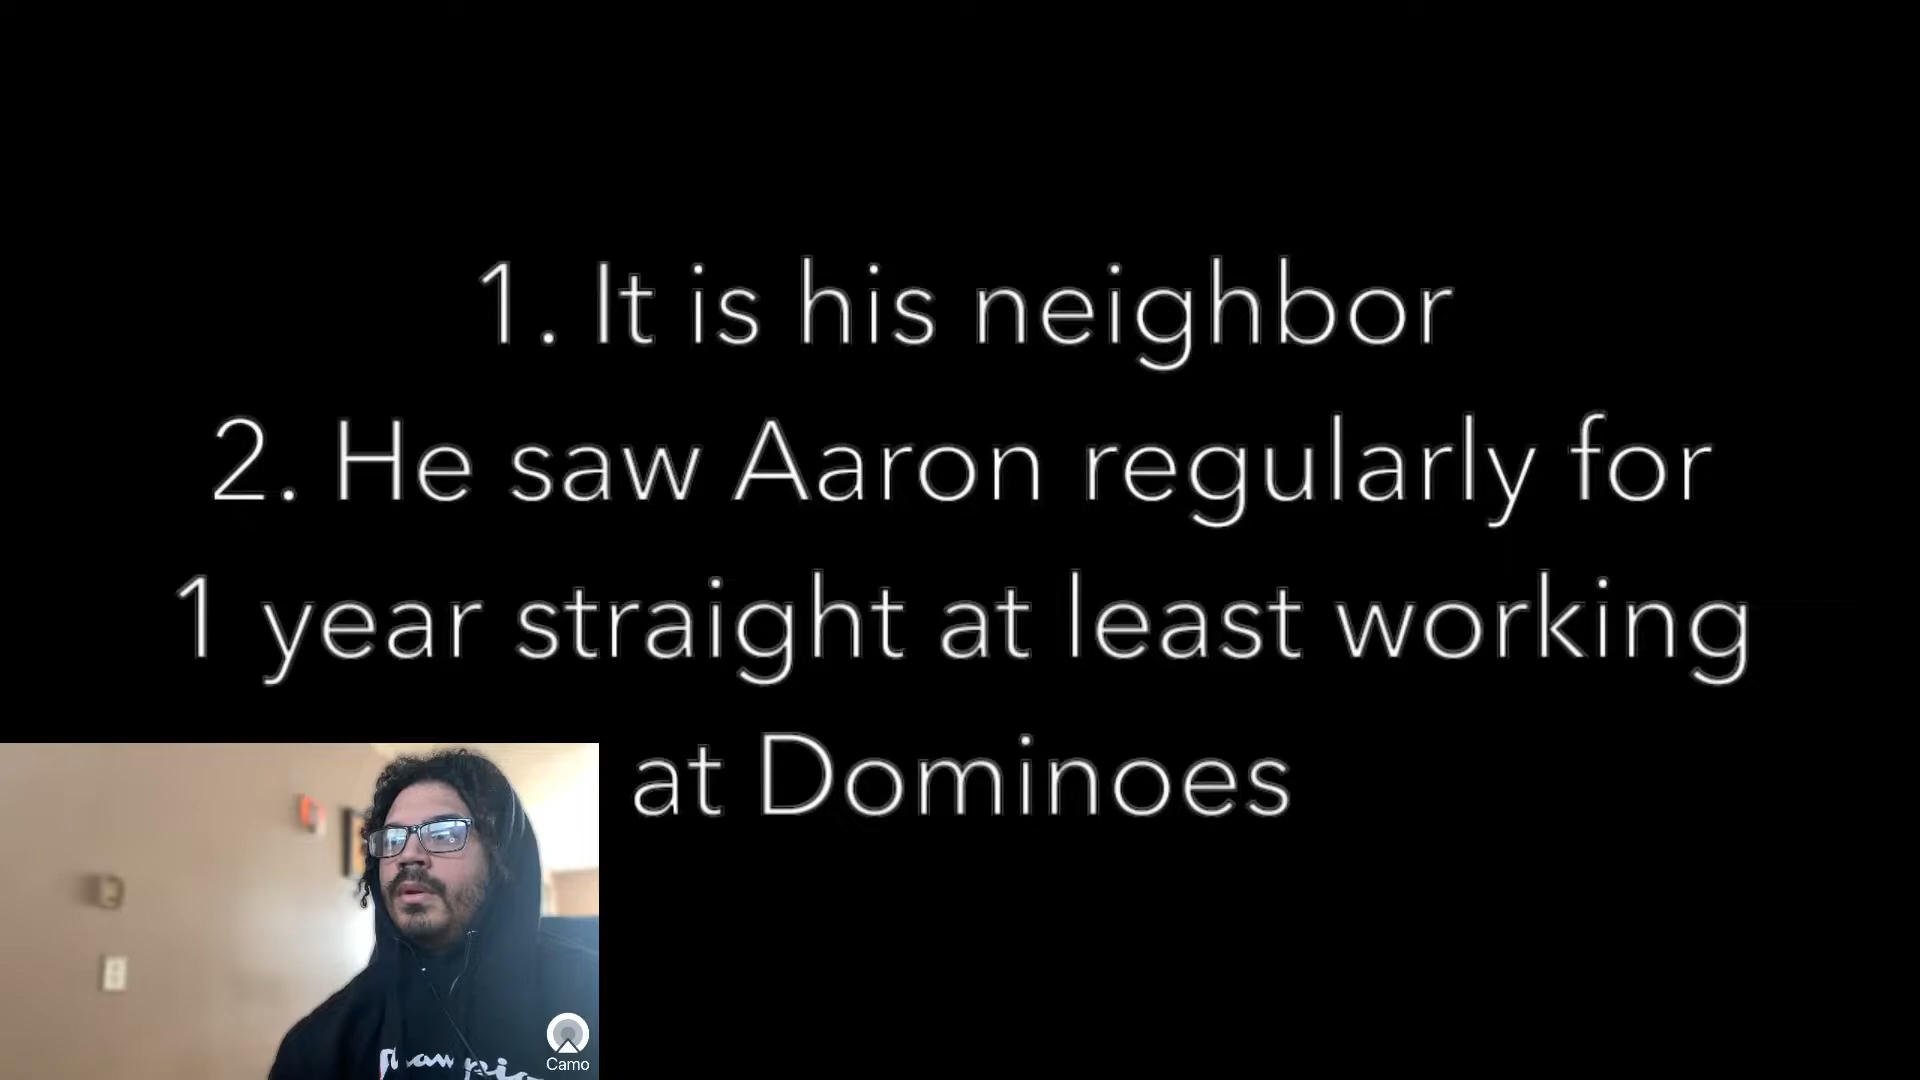 1. It is his neighbor
2. He saw Aaron regularly for
1 year straight at least working
at Dominoes
Champion
Camo